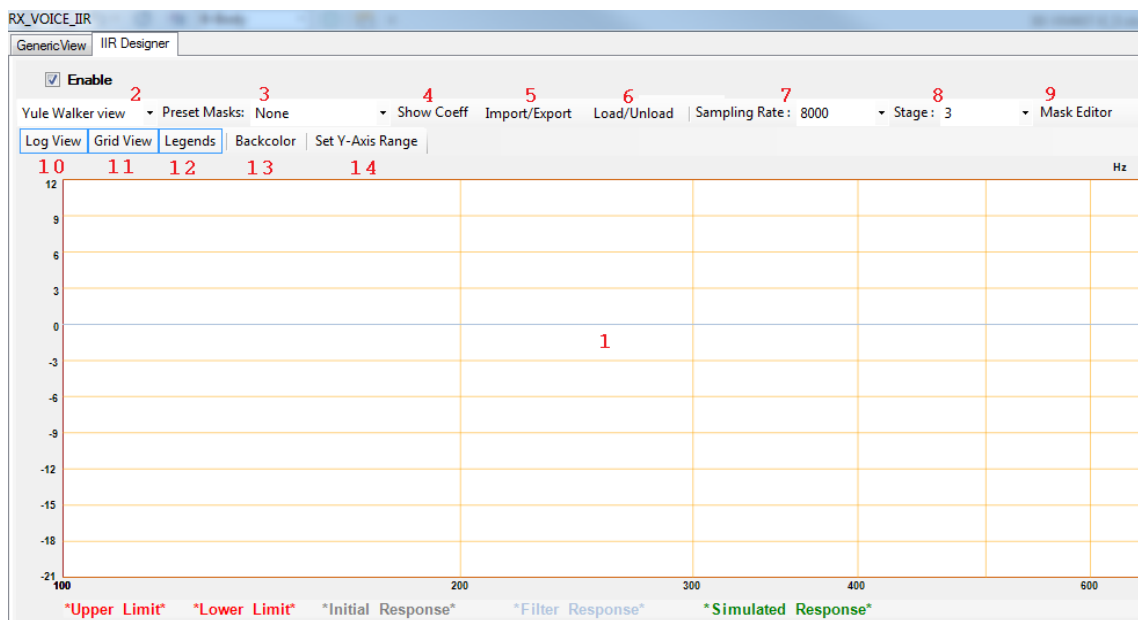 RX_VOICE_IIR
GenericView IIR Designer
Enable
2 3 4 5 6 7 8 9
Yule Walker view Preset Masks: None Show Coeff Import/Export Load/Unload Sampling Rate : 8000 Stage : 3 Mask Editor
Log View Grid View Legends Backcolor Set Y-Axis Range
10 11 12 13 14 Hz
12
9
6
3
0
1
-3
-6
-9
-12
-15
-18
-21
100 200 300 400 600
*Upper Limit* *Lower Limit* *Initial Response* *Filter Response* *Simulated Response*